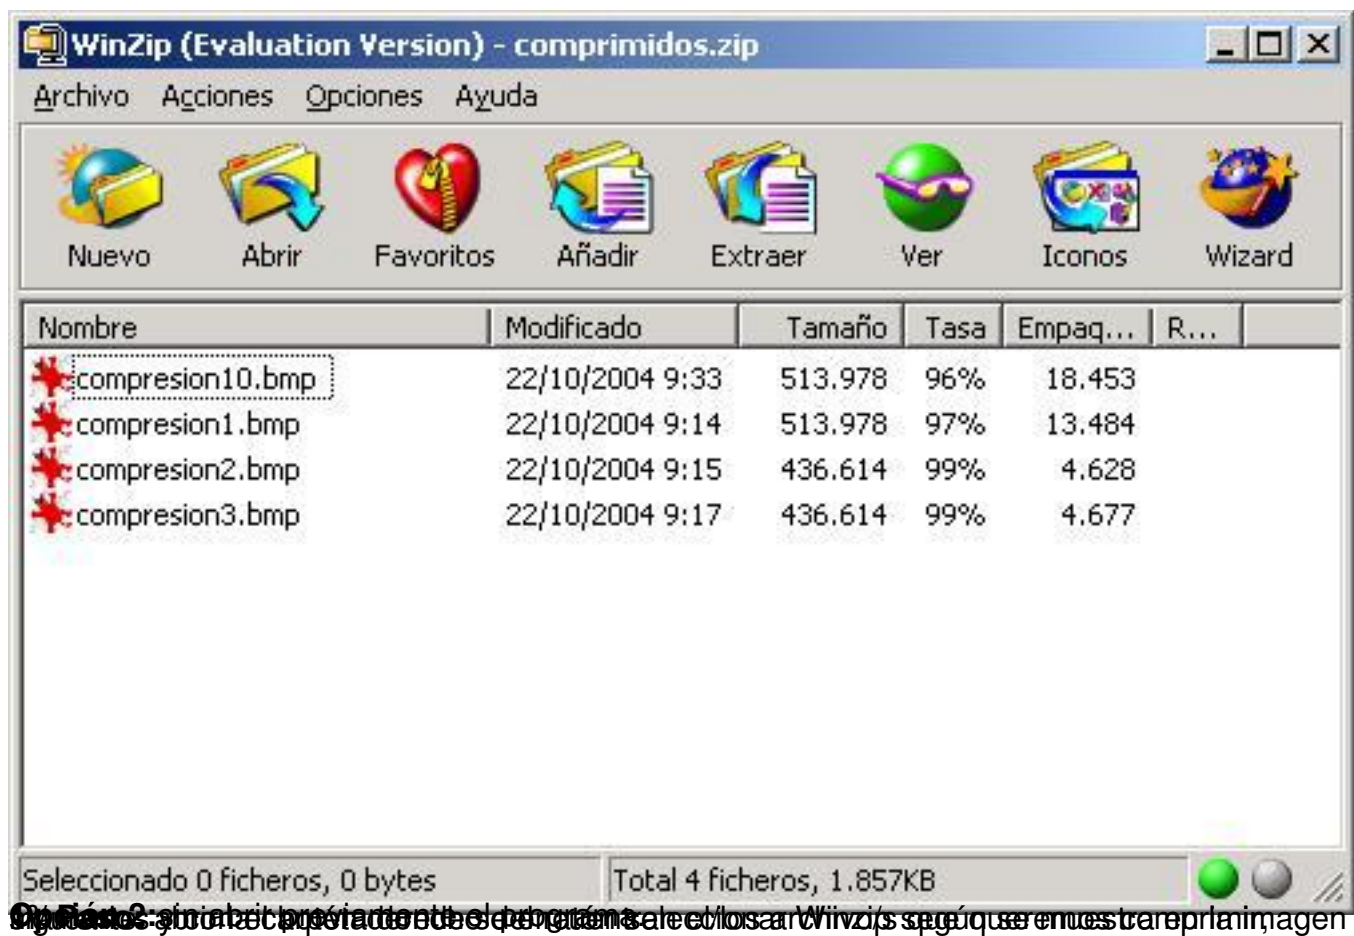 WinZip (Evaluation Version) - comprimidos.zip
Archivo Acciones Opciones Ayuda
Nuevo Abrir Favoritos Añadir Extraer Ver Iconos Wizard
Nombre Modificado Tamaño Tasa Empaq... R...
compresion10.bmp 22/10/2004 9:33 513.978 96% 18.453
compresion1.bmp 22/10/2004 9:14 513.978 97% 13.484
compresion2.bmp 22/10/2004 9:15 436.614 99% 4.628
compresion3.bmp 22/10/2004 9:17 436.614 99% 4.677
Seleccionado 0 ficheros, 0 bytes Total 4 ficheros, 1.857KB